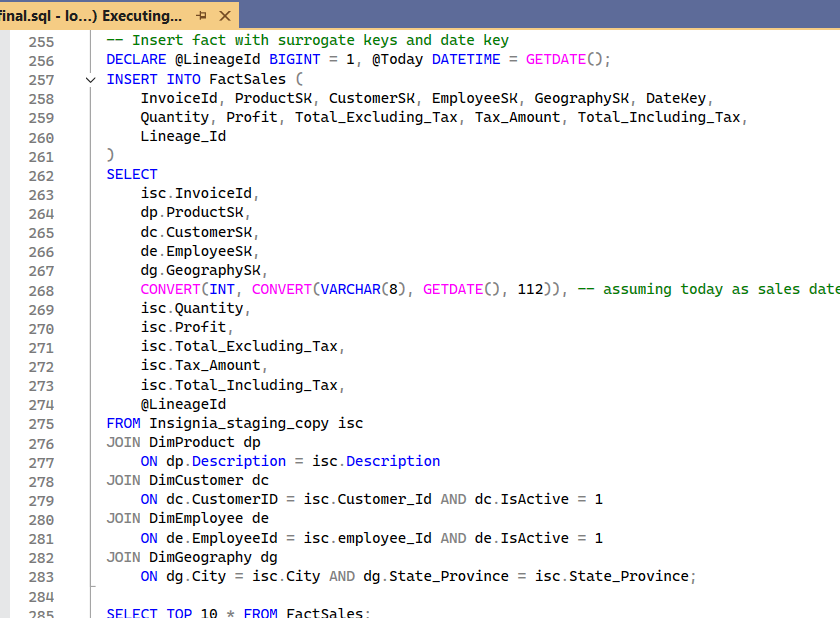 final.sql - lo...) Executing...
255 -- Insert fact with surrogate keys and date key
256 DECLARE @LineageId BIGINT = 1, @Today DATETIME = GETDATE();
257 INSERT INTO FactSales (
258 InvoiceId, ProductSK, CustomerSK, EmployeeSK, GeographySK, DateKey,
259 Quantity, Profit, Total_Excluding_Tax, Tax_Amount, Total_Including_Tax,
260 Lineage_Id
261 )
262 SELECT
263 isc.InvoiceId,
264 dp.ProductSK,
265 dc.CustomerSK,
266 de.EmployeeSK,
267 dg.GeographySK,
268 CONVERT(INT, CONVERT(VARCHAR(8), GETDATE(), 112)), -- assuming today as sales date
269 isc.Quantity,
270 isc.Profit,
271 isc.Total_Excluding_Tax,
272 isc.Tax_Amount,
273 isc.Total_Including_Tax,
274 @LineageId
275 FROM Insignia_staging_copy isc
276 JOIN DimProduct dp
277 ON dp.Description = isc.Description
278 JOIN DimCustomer dc
279 ON dc.CustomerID = isc.Customer_Id AND dc.IsActive = 1
280 JOIN DimEmployee de
281 ON de.EmployeeId = isc.employee_Id AND de.IsActive = 1
282 JOIN DimGeography dg
283 ON dg.City = isc.City AND dg.State_Province = isc.State_Province;
284
285 SELECT TOP 10 * FROM FactSales;